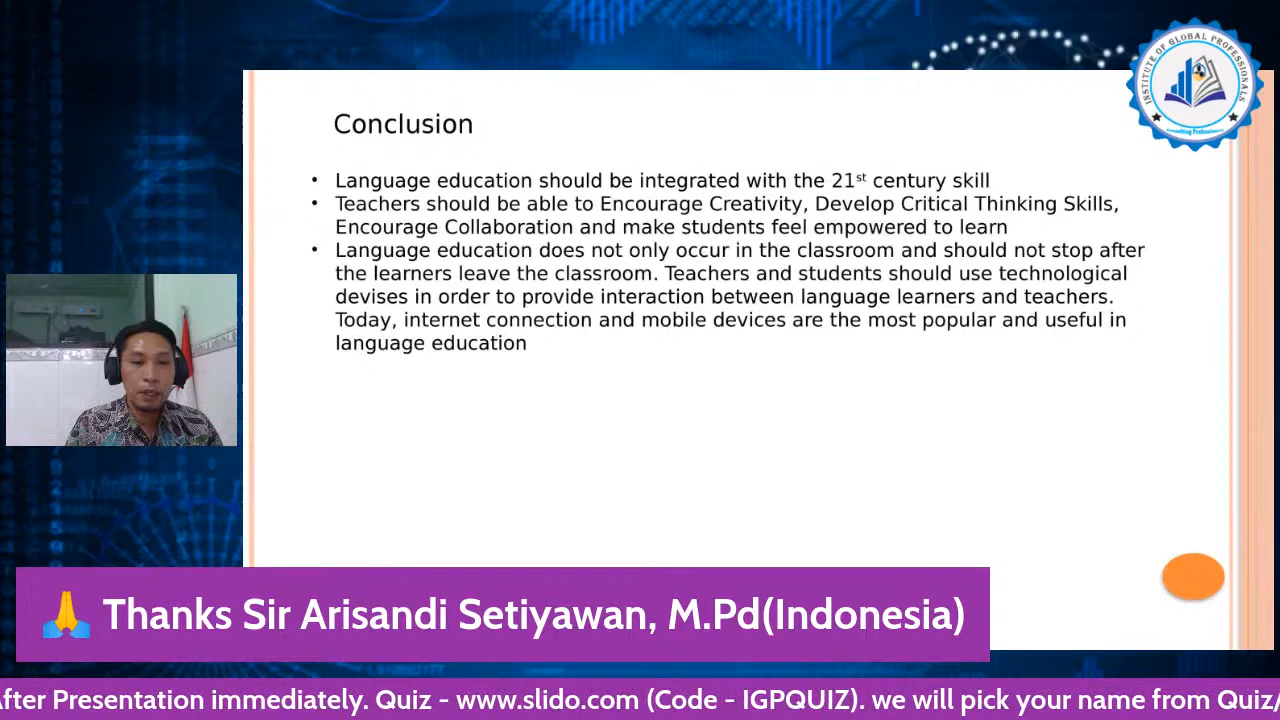 INSTITUTE OF GLOBAL PROFESSIONALS
Consulting Professionals
Conclusion
• Language education should be integrated with the 21st century skill
• Teachers should be able to Encourage Creativity, Develop Critical Thinking Skills,
Encourage Collaboration and make students feel empowered to learn
• Language education does not only occur in the classroom and should not stop after
the learners leave the classroom. Teachers and students should use technological
devises in order to provide interaction between language learners and teachers.
Today, internet connection and mobile devices are the most popular and useful in
language education
🙏 Thanks Sir Arisandi Setiyawan, M.Pd(Indonesia)
After Presentation immediately. Quiz - www.slido.com (Code - IGPQUIZ). we will pick your name from Quiz/